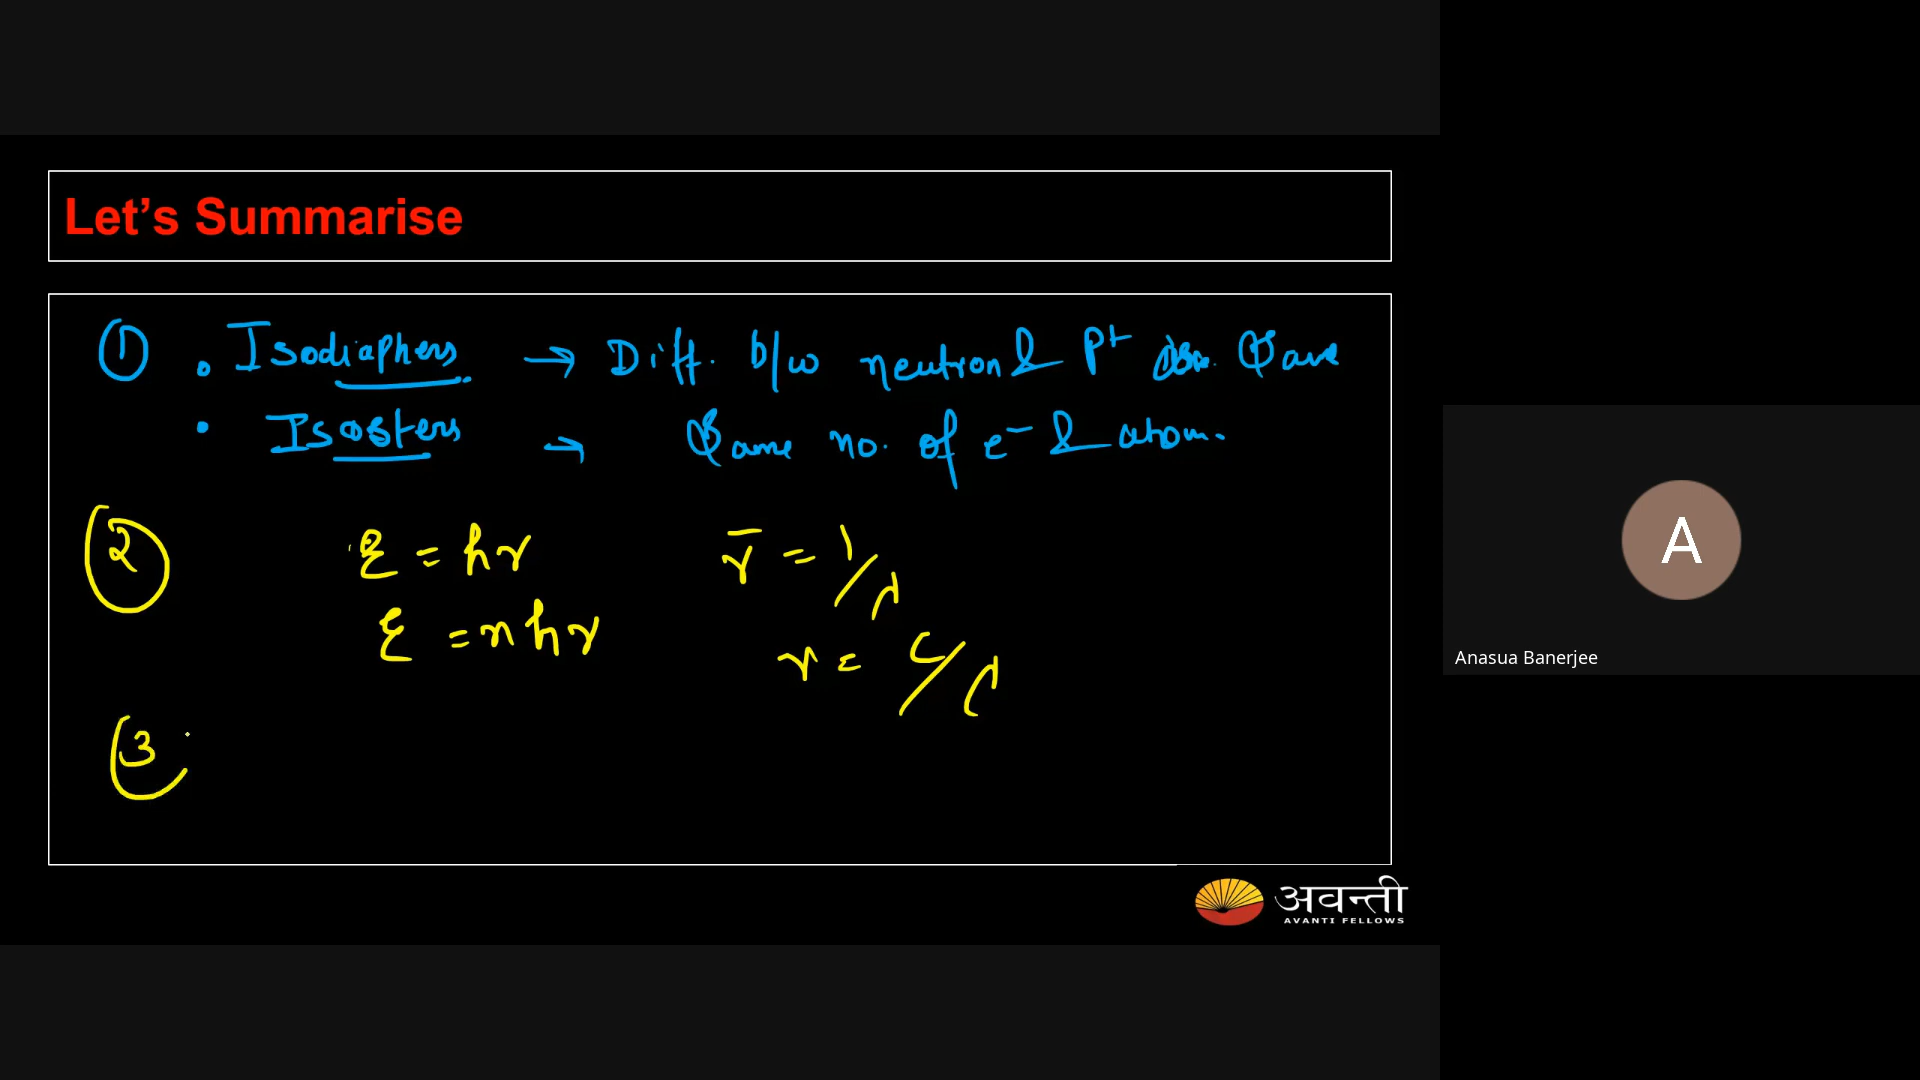 Let's Summarise
① • Isodiaphers → Diff. b/w neutron & P+ Same
• Isosters → Same no. of e− & atom.
②
E = hν
ν̄ = 1/λ
E = nhν
ν = c/λ
③
अवन्ती
AVANTI FELLOWS
A
Anasua Banerjee